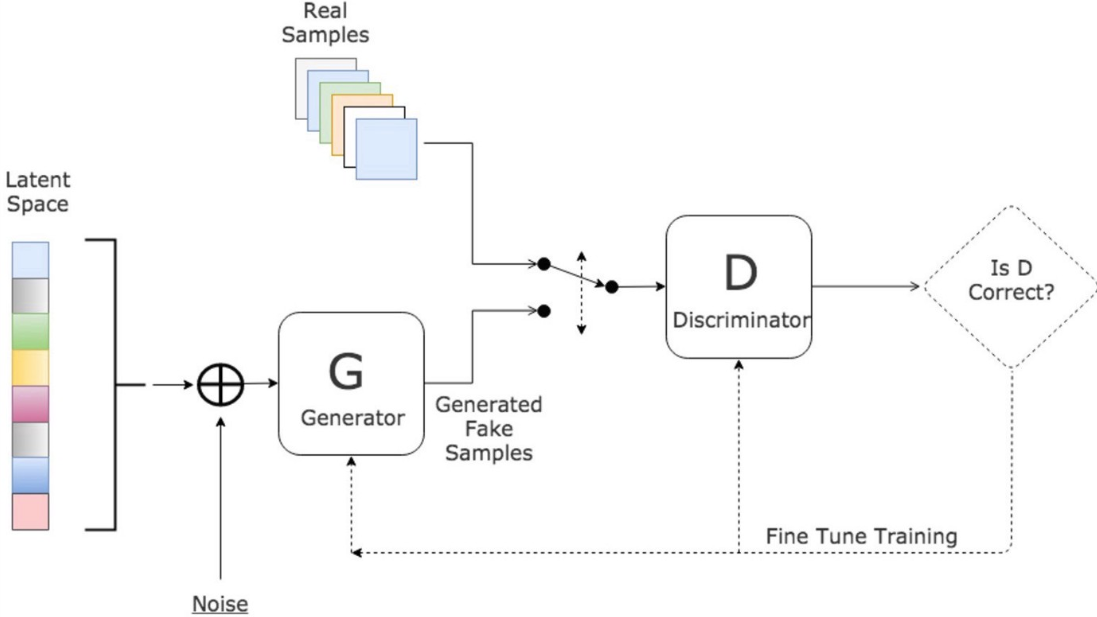 Real
Samples
Latent
Space
Is D
Correct?
D
Discriminator
G
Generator
Generated
Fake
Samples
Fine Tune Training
Noise